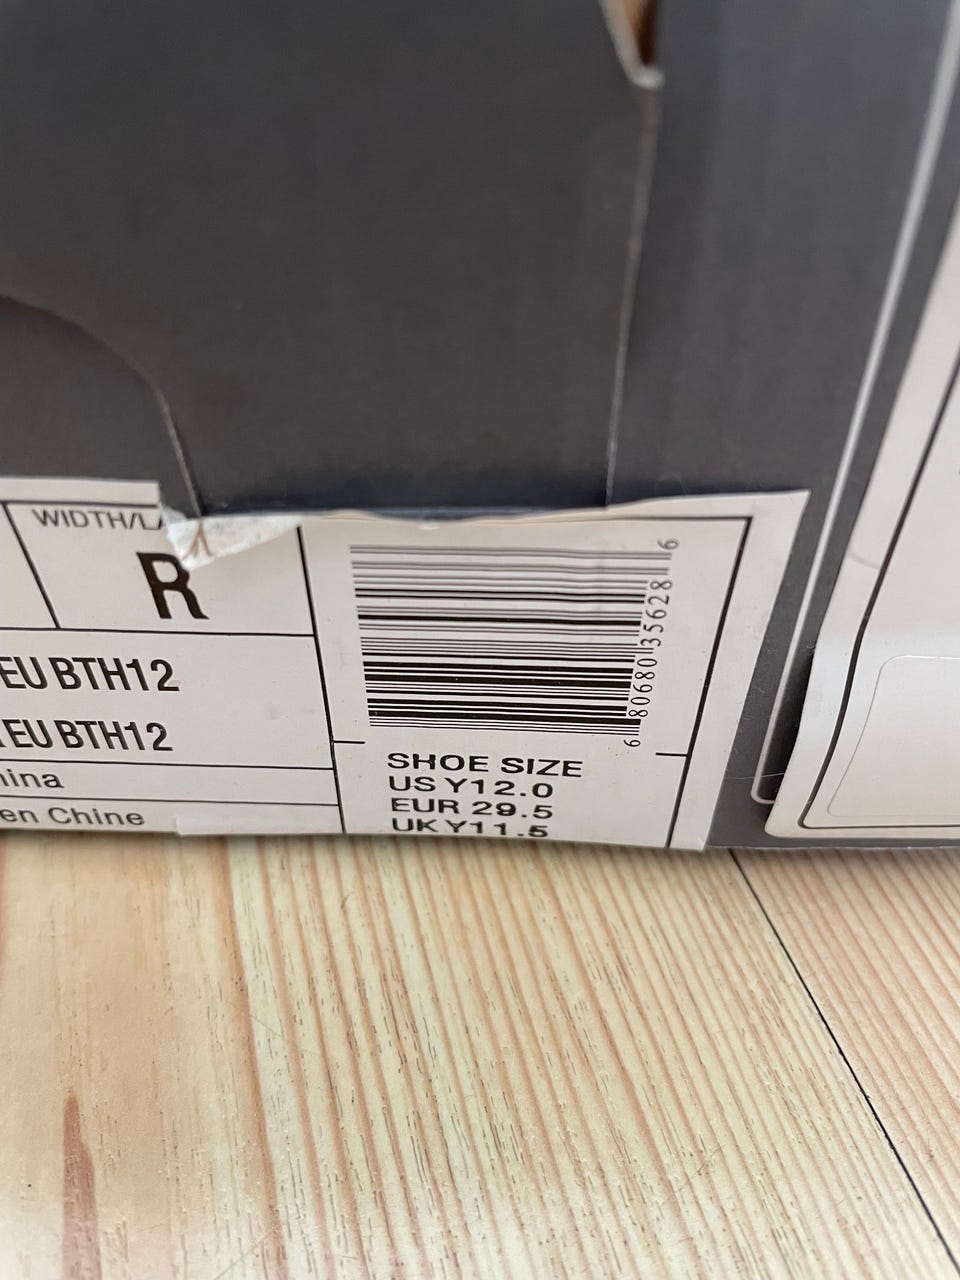 WIDTH/LA
R
EU BTH12
EU BTH12
hina
en Chine
6 80680 35628 6
SHOE SIZE
US Y12.0
EUR 29.5
UK Y11.5